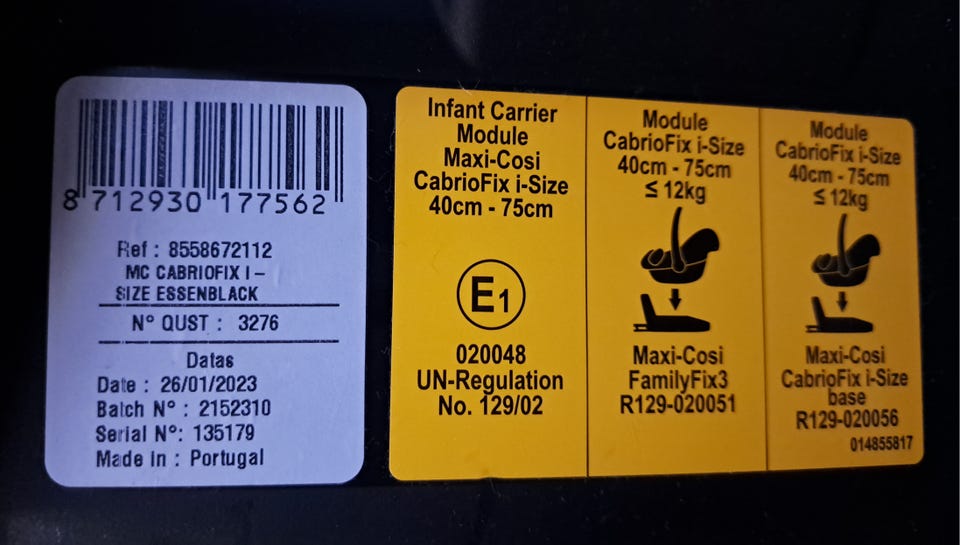 8 712930 177562
Ref : 8558672112
MC CABRIOFIX I -
SIZE ESSENBLACK
N° QUST : 3276
Datas
Date : 26/01/2023
Batch N° : 2152310
Serial N°: 135179
Made in : Portugal
Infant Carrier
Module
Maxi-Cosi
CabrioFix i-Size
40cm - 75cm
E1
020048
UN-Regulation
No. 129/02
Module
CabrioFix i-Size
40cm - 75cm
≤ 12kg
Maxi-Cosi
FamilyFix3
R129-020051
Module
CabrioFix i-Size
40cm - 75cm
≤ 12kg
Maxi-Cosi
CabrioFix i-Size
base
R129-020056
014855817